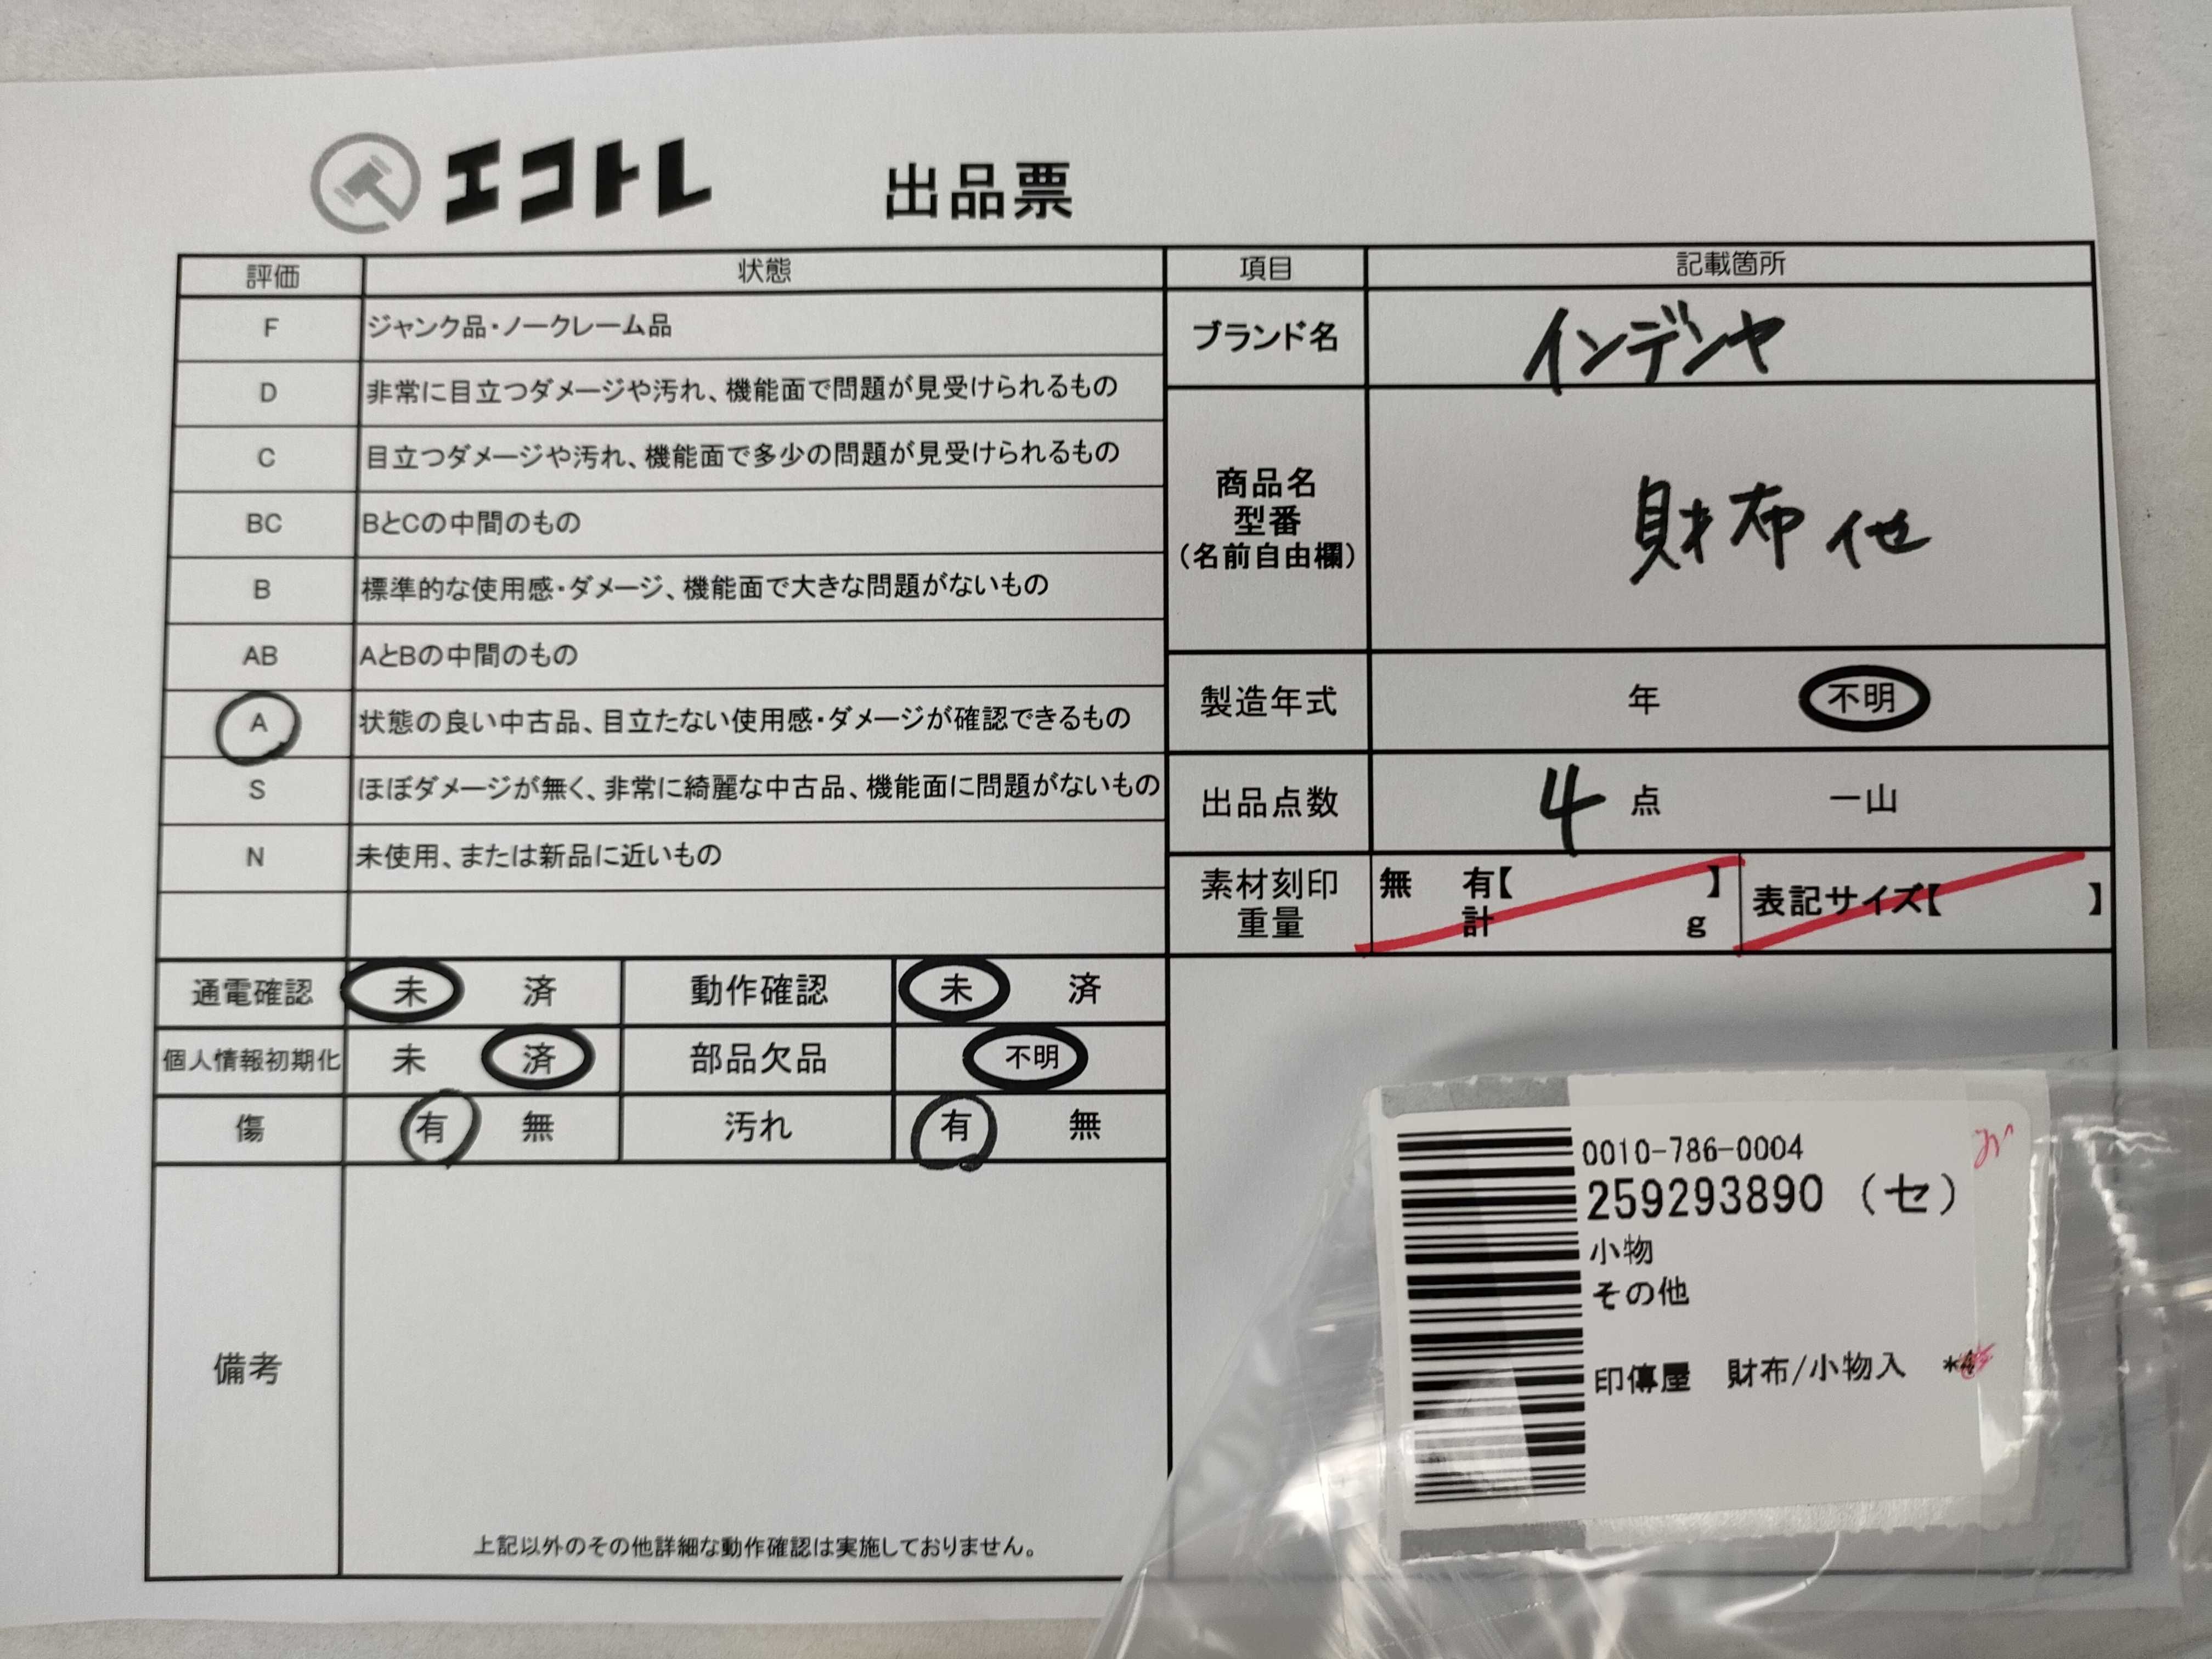 エコトレ 出品票
評価 状態
F ジャンク品・ノークレーム品
D 非常に目立つダメージや汚れ、機能面で問題が見受けられるもの
C 目立つダメージや汚れ、機能面で多少の問題が見受けられるもの
BC BとCの中間のもの
B 標準的な使用感・ダメージ、機能面で大きな問題がないもの
AB AとBの中間のもの
A 状態の良い中古品、目立たない使用感・ダメージが確認できるもの
S ほぼダメージが無く、非常に綺麗な中古品、機能面に問題がないもの
N 未使用、または新品に近いもの
通電確認 未 済 動作確認 未 済
個人情報初期化 未 済 部品欠品 不明
傷 有 無 汚れ 有 無
備考
上記以外のその他詳細な動作確認は実施しておりません。
項目 記載箇所
ブランド名 インデンヤ
商品名
型番
(名前自由欄)
財布 他
製造年式 年 不明
出品点数 4 点 一山
素材刻印
重量
無 有【 】
計 g
表記サイズ【 】
0010-786-0004
259293890 (セ)
小物
その他
印傳屋 財布/小物入